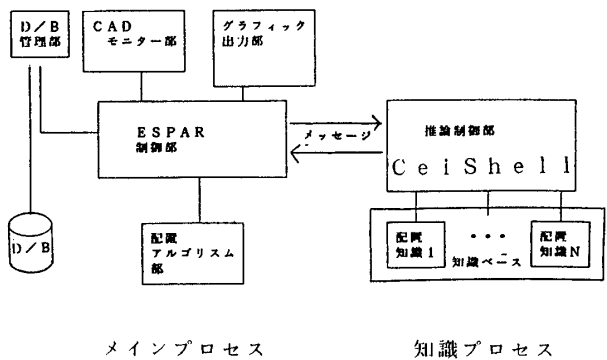 D／B
管理部
CAD
モニター部
グラフィック
出力部
ESPAR
制御部
メッセージ
推論制御部
CeiShell
D／B
配置
アルゴリスム
部
配置
知識1
・・・
配置
知識N
知識ベース
メインプロセス
知識プロセス